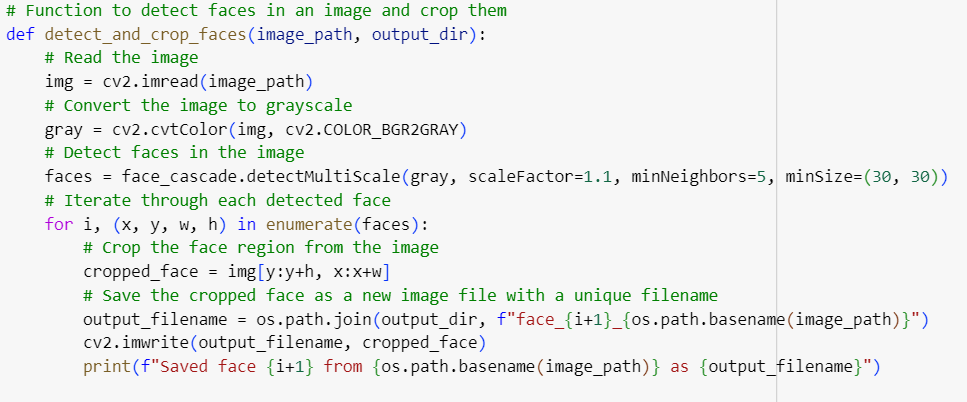 # Function to detect faces in an image and crop them
def detect_and_crop_faces(image_path, output_dir):
    # Read the image
    img = cv2.imread(image_path)
    # Convert the image to grayscale
    gray = cv2.cvtColor(img, cv2.COLOR_BGR2GRAY)
    # Detect faces in the image
    faces = face_cascade.detectMultiScale(gray, scaleFactor=1.1, minNeighbors=5, minSize=(30, 30))
    # Iterate through each detected face
    for i, (x, y, w, h) in enumerate(faces):
        # Crop the face region from the image
        cropped_face = img[y:y+h, x:x+w]
        # Save the cropped face as a new image file with a unique filename
        output_filename = os.path.join(output_dir, f"face_{i+1}_{os.path.basename(image_path)}")
        cv2.imwrite(output_filename, cropped_face)
        print(f"Saved face {i+1} from {os.path.basename(image_path)} as {output_filename}")